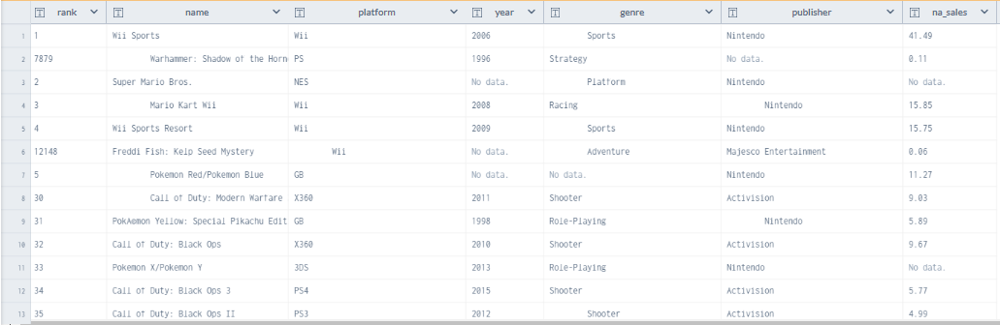 rank name platform year genre publisher na_sales
1 1 Wii Sports Wii 2006 Sports Nintendo 41.49
2 7879 Warhammer: Shadow of the Horn PS 1996 Strategy No data. 0.11
3 2 Super Mario Bros. NES No data. Platform Nintendo No data.
4 3 Mario Kart Wii Wii 2008 Racing Nintendo 15.85
5 4 Wii Sports Resort Wii 2009 Sports Nintendo 15.75
6 12148 Freddi Fish: Kelp Seed Mystery Wii No data. Adventure Majesco Entertainment 0.06
7 5 Pokemon Red/Pokemon Blue GB No data. No data. Nintendo 11.27
8 30 Call of Duty: Modern Warfare X360 2011 Shooter Activision 9.03
9 31 PokAcmon Yellow: Special Pikachu Edit GB 1998 Role-Playing Nintendo 5.89
10 32 Call of Duty: Black Ops X360 2010 Shooter Activision 9.67
11 33 Pokemon X/Pokemon Y 3DS 2013 Role-Playing Nintendo No data.
12 34 Call of Duty: Black Ops 3 PS4 2015 Shooter Activision 5.77
13 35 Call of Duty: Black Ops II PS3 2012 Shooter Activision 4.99